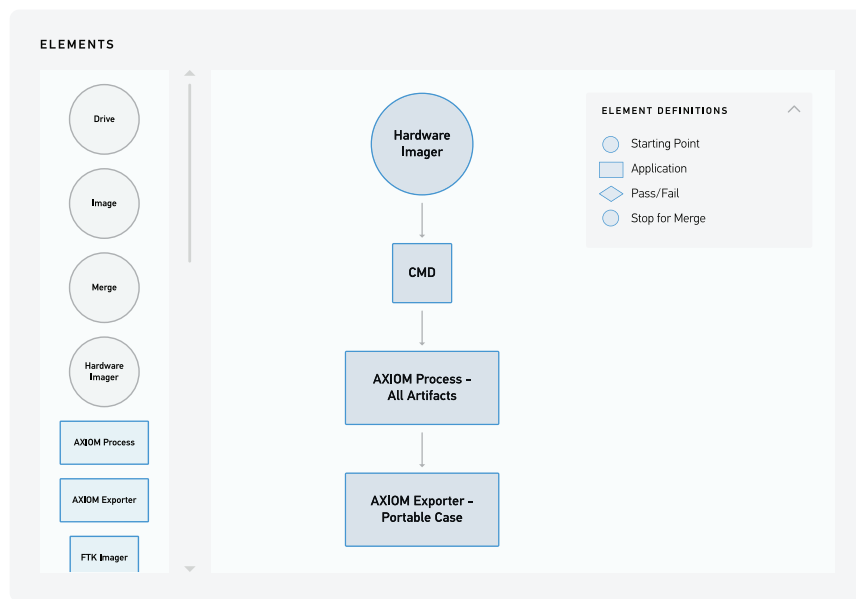 ELEMENTS
Drive
Image
Merge
Hardware
Imager
AXIOM Process
AXIOM Exporter
FTK Imager
Hardware
Imager
CMD
AXIOM Process –
All Artifacts
AXIOM Exporter –
Portable Case
ELEMENT DEFINITIONS
Starting Point
Application
Pass/Fail
Stop for Merge